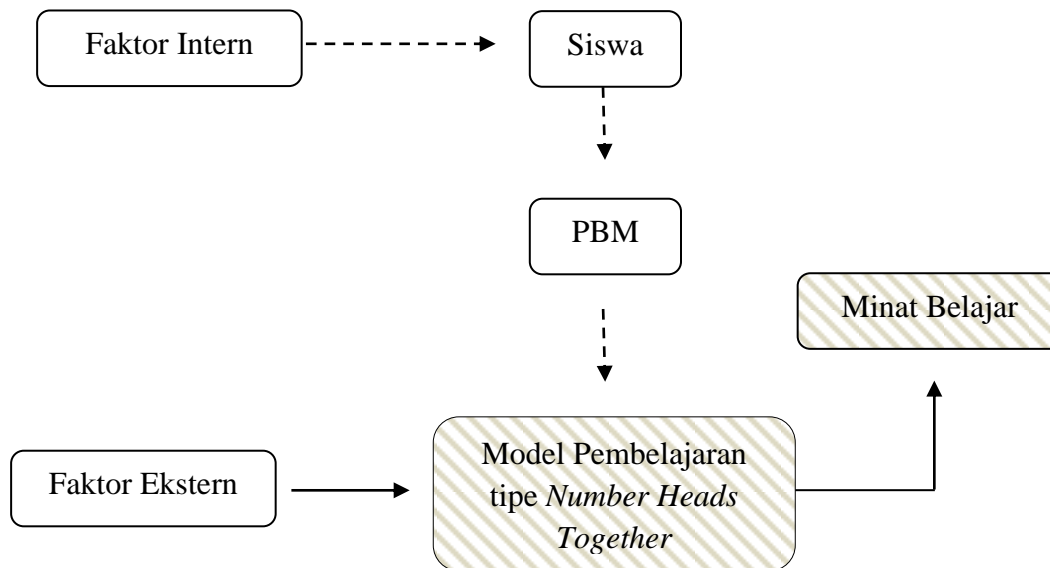 Faktor Intern
Siswa
PBM
Minat Belajar
Model Pembelajaran
tipe Number Heads
Together
Faktor Ekstern